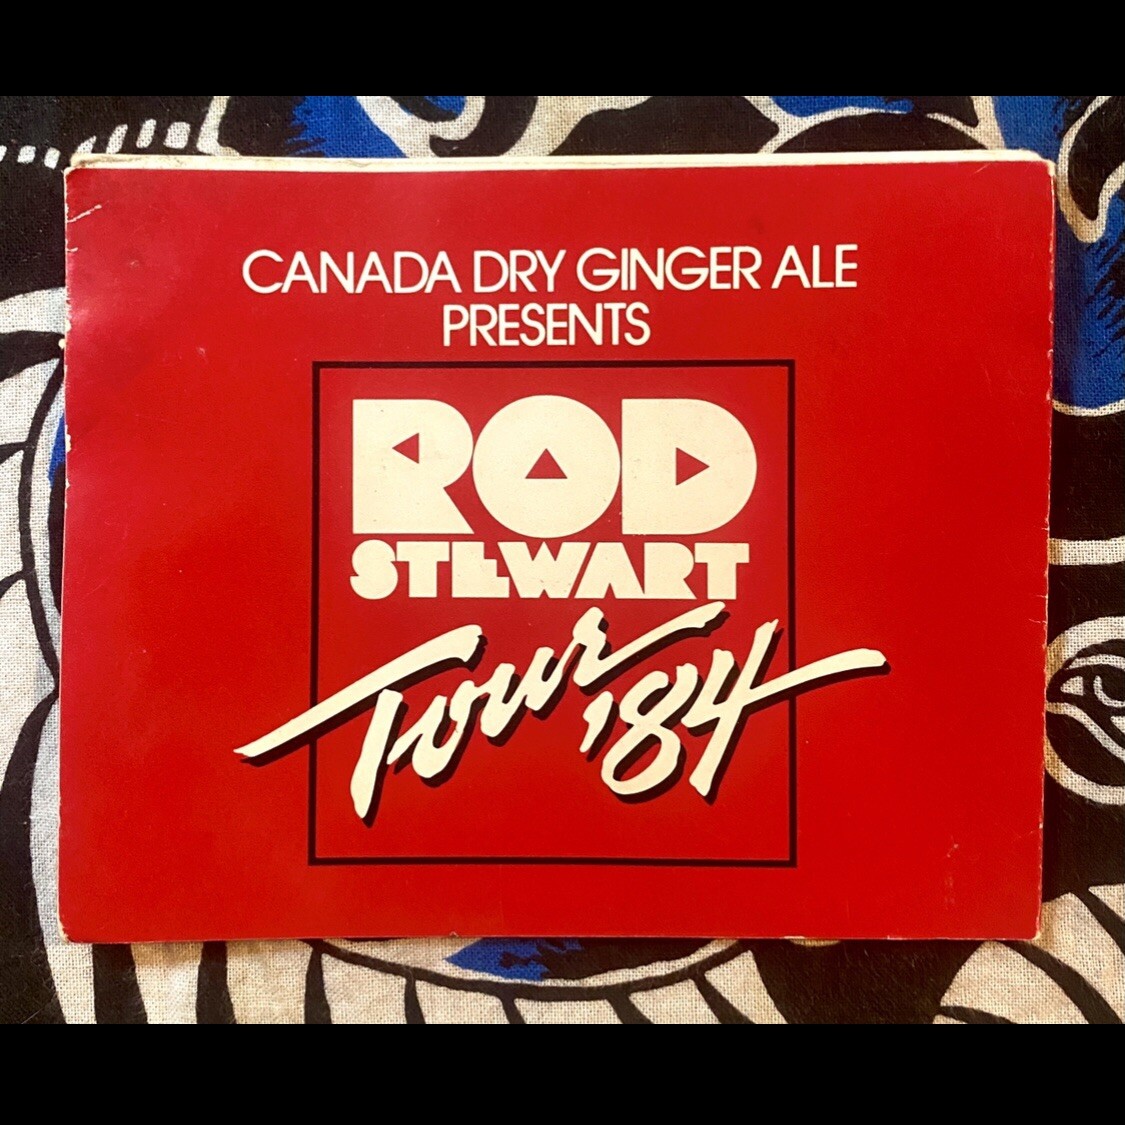 CANADA DRY GINGER ALE
PRESENTS
ROD
STEWART
Tour '84